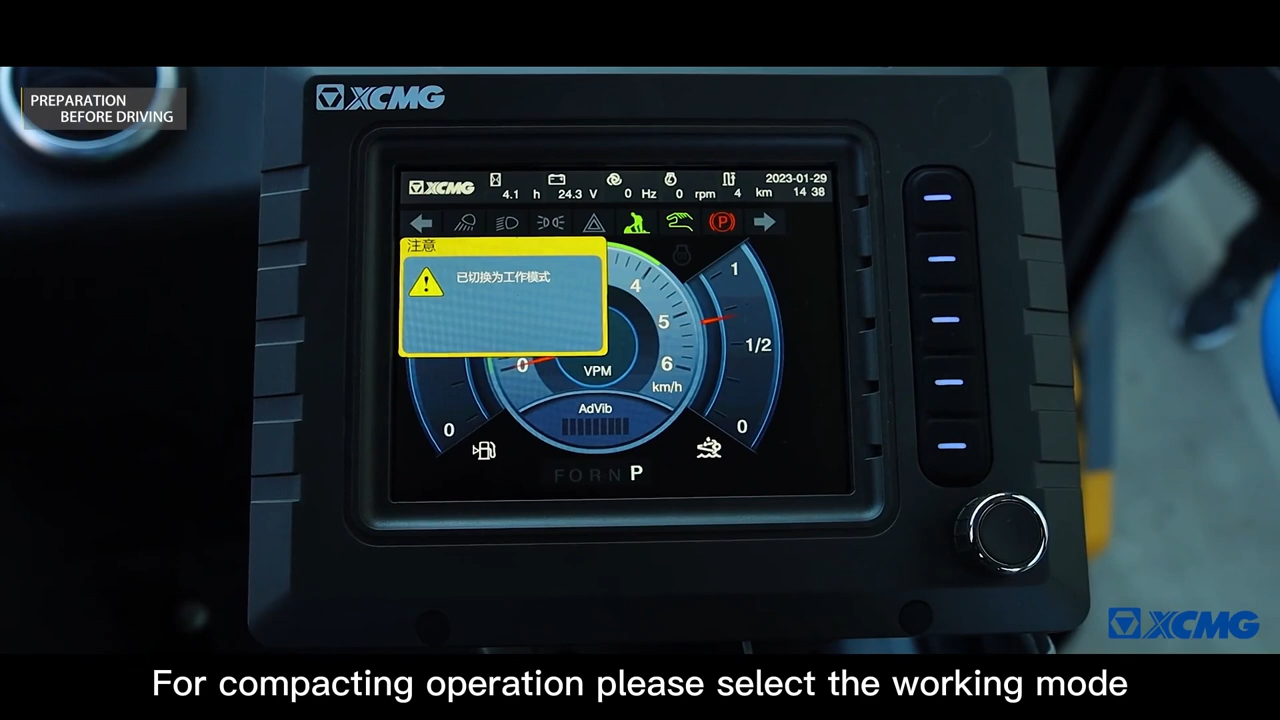 PREPARATION
BEFORE DRIVING
XCMG
XCMG
4.1 h
24.3 V
0 Hz
0 rpm
4 km
2023-01-29
14 38
P
注意
已切换为工作模式
4
5
6
0
VPM
km/h
AdVib
0
1
1/2
0
F O R N P
XCMG
For compacting operation please select the working mode